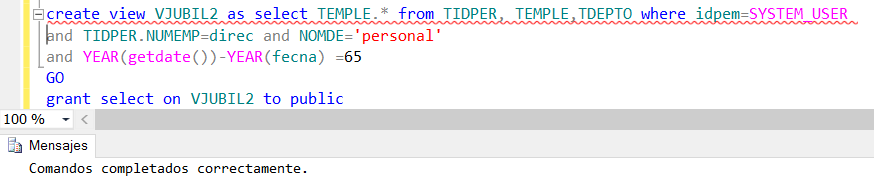 create view VJUBIL2 as select TEMPLE.* from TIDPER, TEMPLE,TDEPTO where idpem=SYSTEM_USER
and TIDPER.NUMEMP=direc and NOMDE='personal'
and YEAR(getdate())-YEAR(fecna) =65
GO
grant select on VJUBIL2 to public
100 %
Mensajes
Comandos completados correctamente.